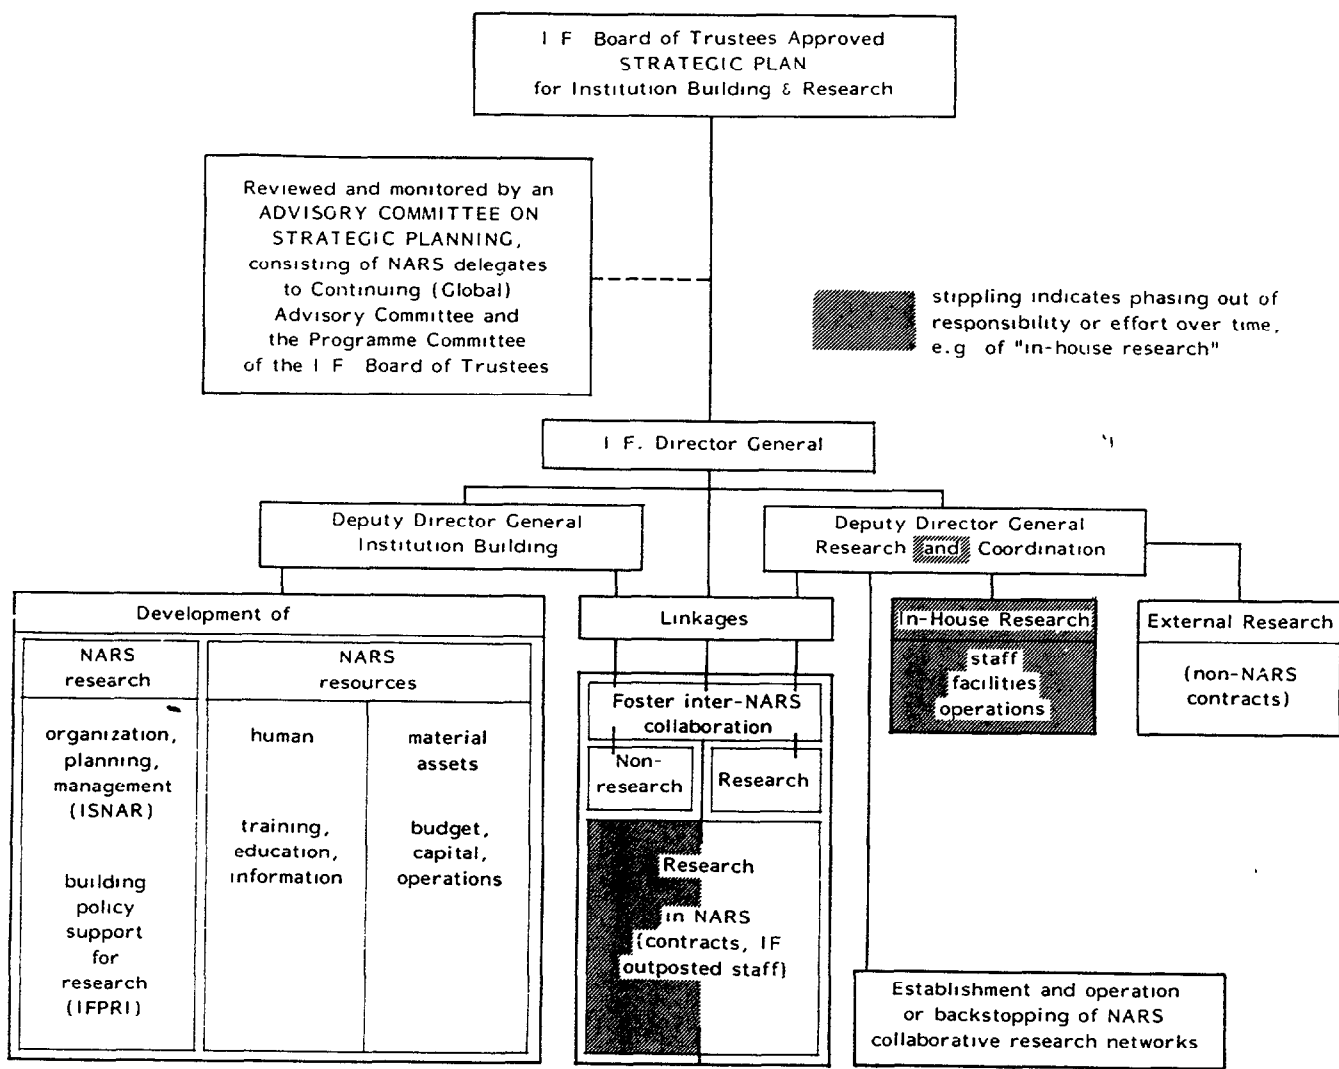 I F Board of Trustees Approved
STRATEGIC PLAN
for Institution Building & Research
Reviewed and monitored by an
ADVISORY COMMITTEE ON
STRATEGIC PLANNING,
consisting of NARS delegates
to Continuing (Global)
Advisory Committee and
the Programme Committee
of the I F Board of Trustees
stippling indicates phasing out of
responsibility or effort over time,
e.g of "in-house research"
I F. Director General
Deputy Director General
Institution Building
Deputy Director General
Research and Coordination
Development of
NARS
research
organization,
planning,
management
(ISNAR)
building
policy
support
for
research
(IFPRI)
NARS
resources
human
training,
education,
information
material
assets
budget,
capital,
operations
Linkages
Foster inter-NARS
collaboration
Non-
research
Research
Research
in NARS
(contracts, IF
outposted staff)
In-House Research
staff
facilities
operations
External Research
(non-NARS
contracts)
Establishment and operation
or backstopping of NARS
collaborative research networks